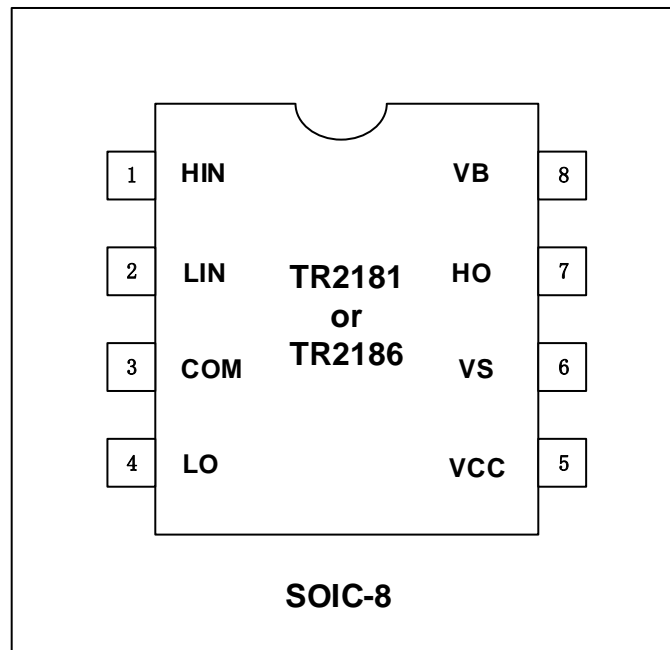 1 HIN VB 8
2 LIN TR2181 HO 7
or
3 COM TR2186 VS 6
4 LO VCC 5
SOIC-8